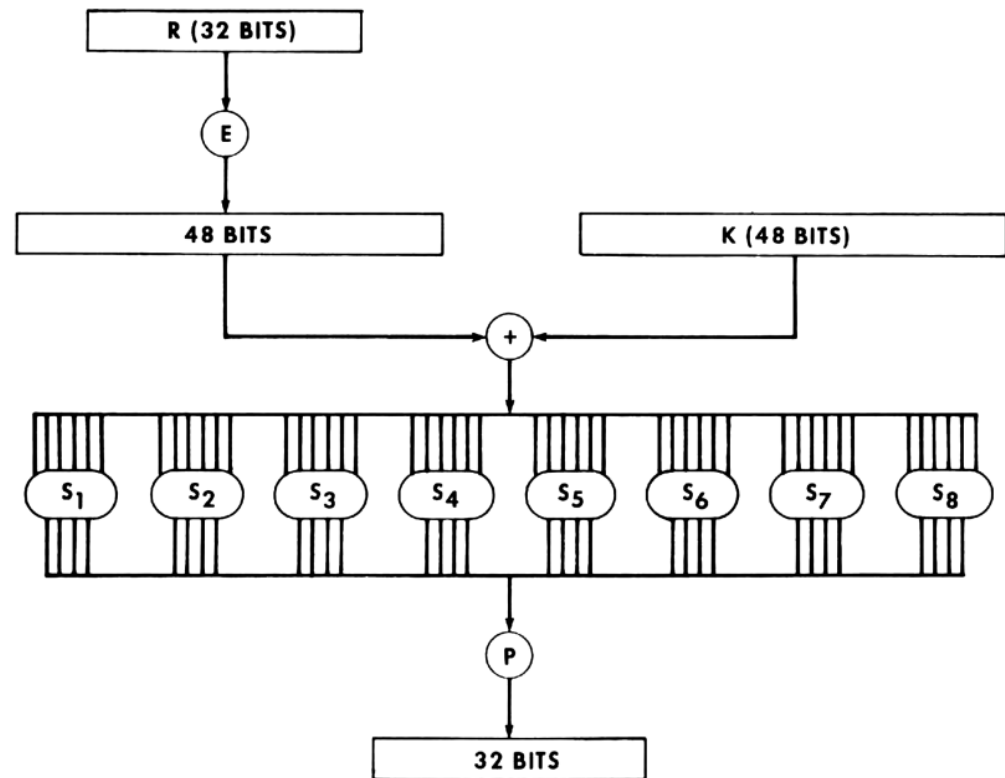 R (32 BITS)
E
48 BITS
K (48 BITS)
+
S1 S2 S3 S4 S5 S6 S7 S8
P
32 BITS